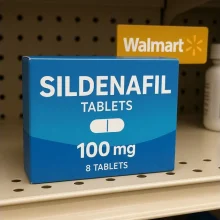 Walmart
SILDENAFIL
TABLETS
100 mg
8 TABLETS